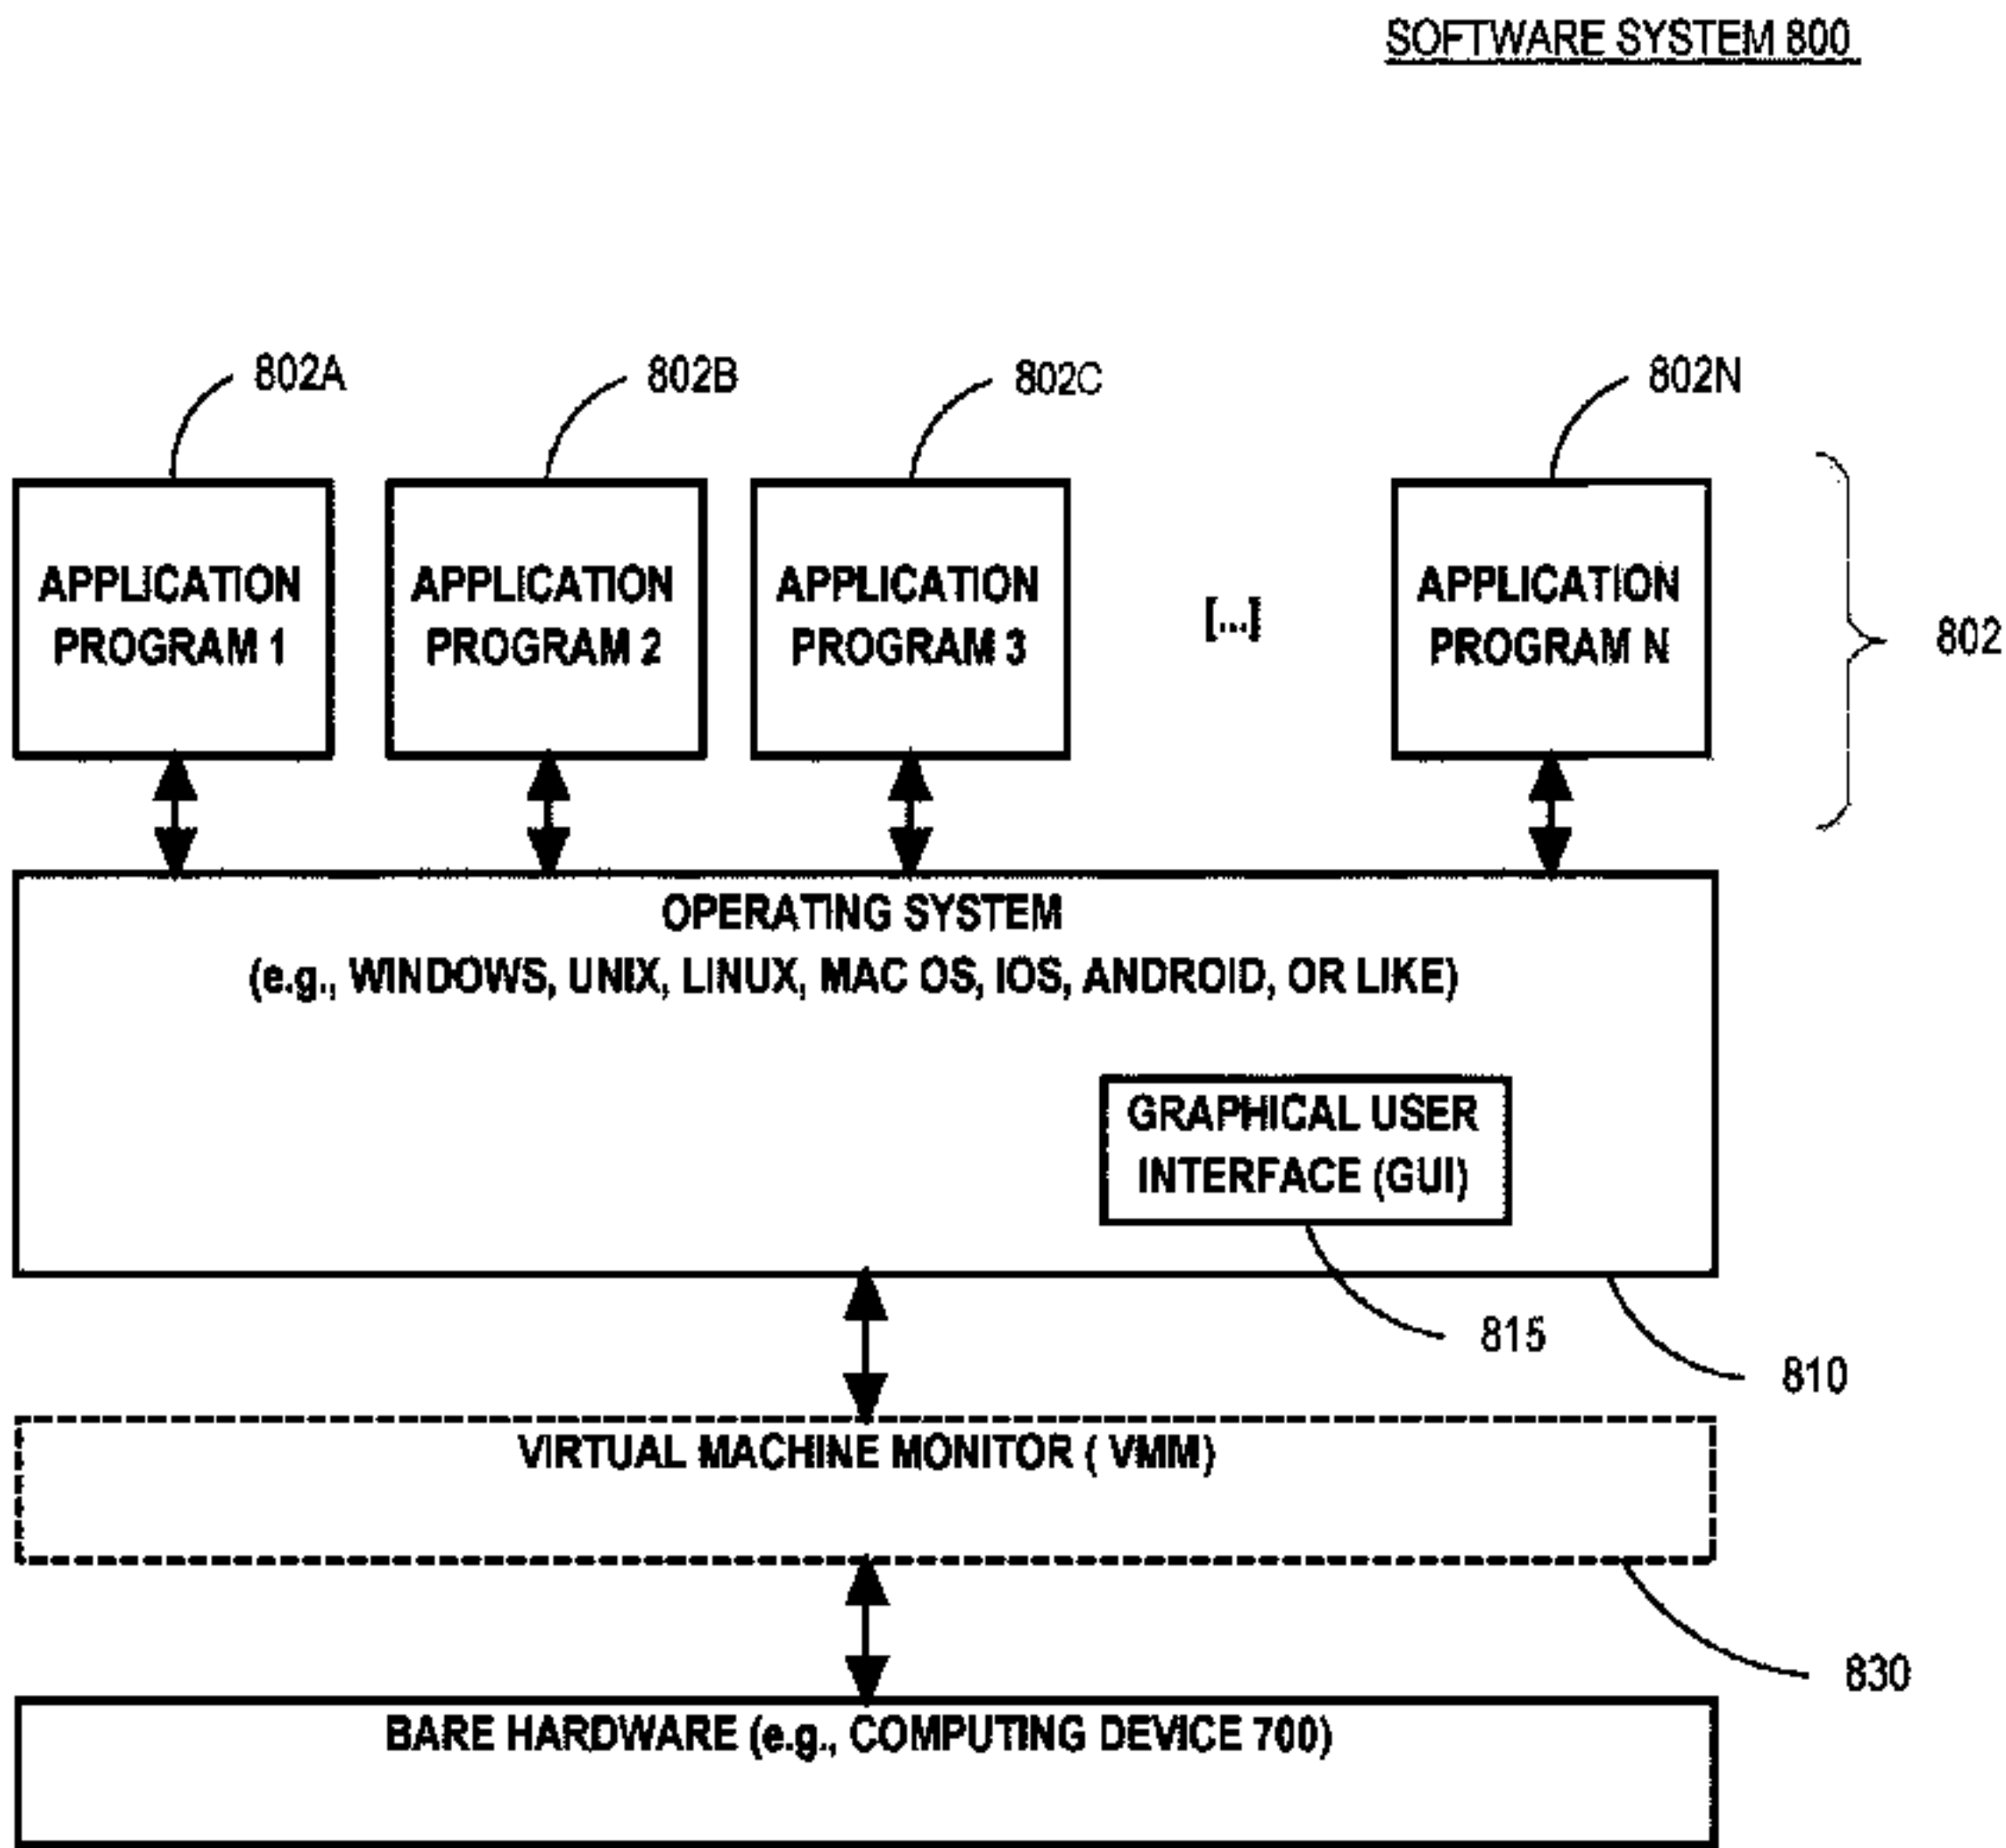 SOFTWARE SYSTEM 800
802A
802B
802C
802N
APPLICATION
PROGRAM 1
APPLICATION
PROGRAM 2
APPLICATION
PROGRAM 3
[...]
APPLICATION
PROGRAM N
802
OPERATING SYSTEM
(e.g., WINDOWS, UNIX, LINUX, MAC OS, IOS, ANDROID, OR LIKE)
GRAPHICAL USER
INTERFACE (GUI)
815
810
VIRTUAL MACHINE MONITOR ( VMM)
830
BARE HARDWARE (e.g., COMPUTING DEVICE 700)